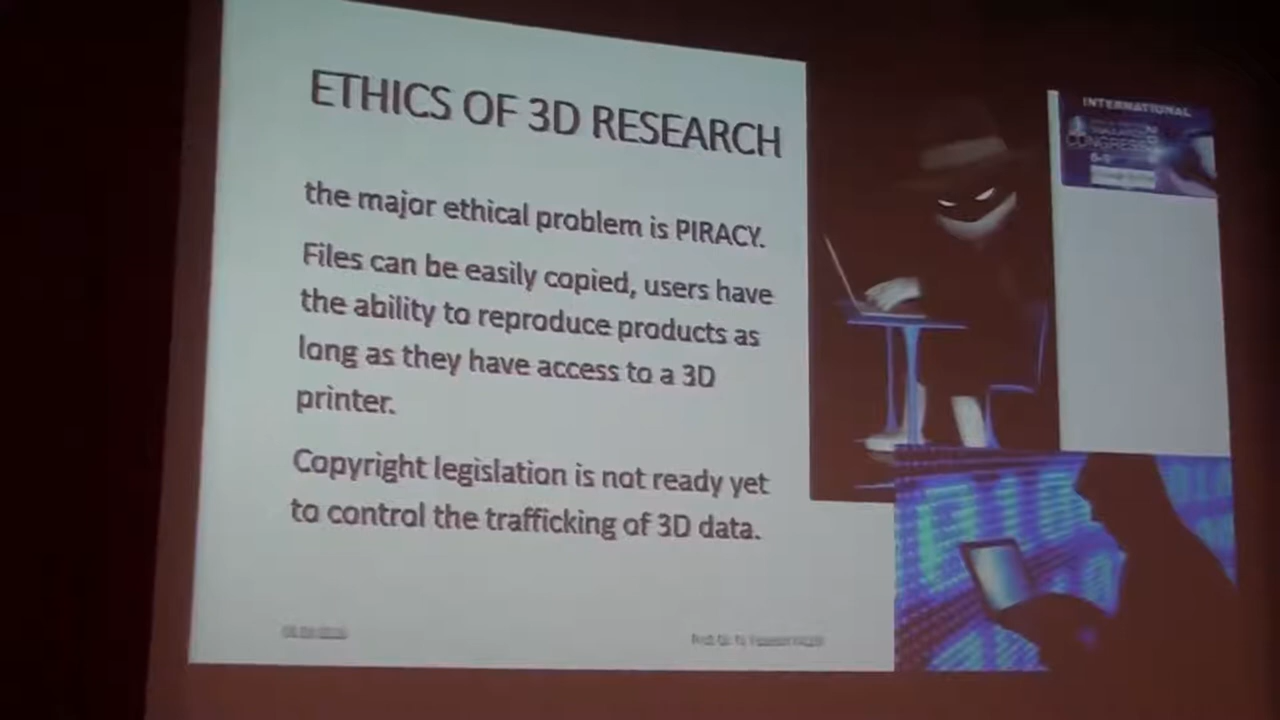 ETHICS OF 3D RESEARCH
the major ethical problem is PIRACY.
Files can be easily copied, users have
the ability to reproduce products as
long as they have access to a 3D
printer.
Copyright legislation is not ready yet
to control the trafficking of 3D data.
INTERNATIONAL
CONGRESS
Prof. Dr.